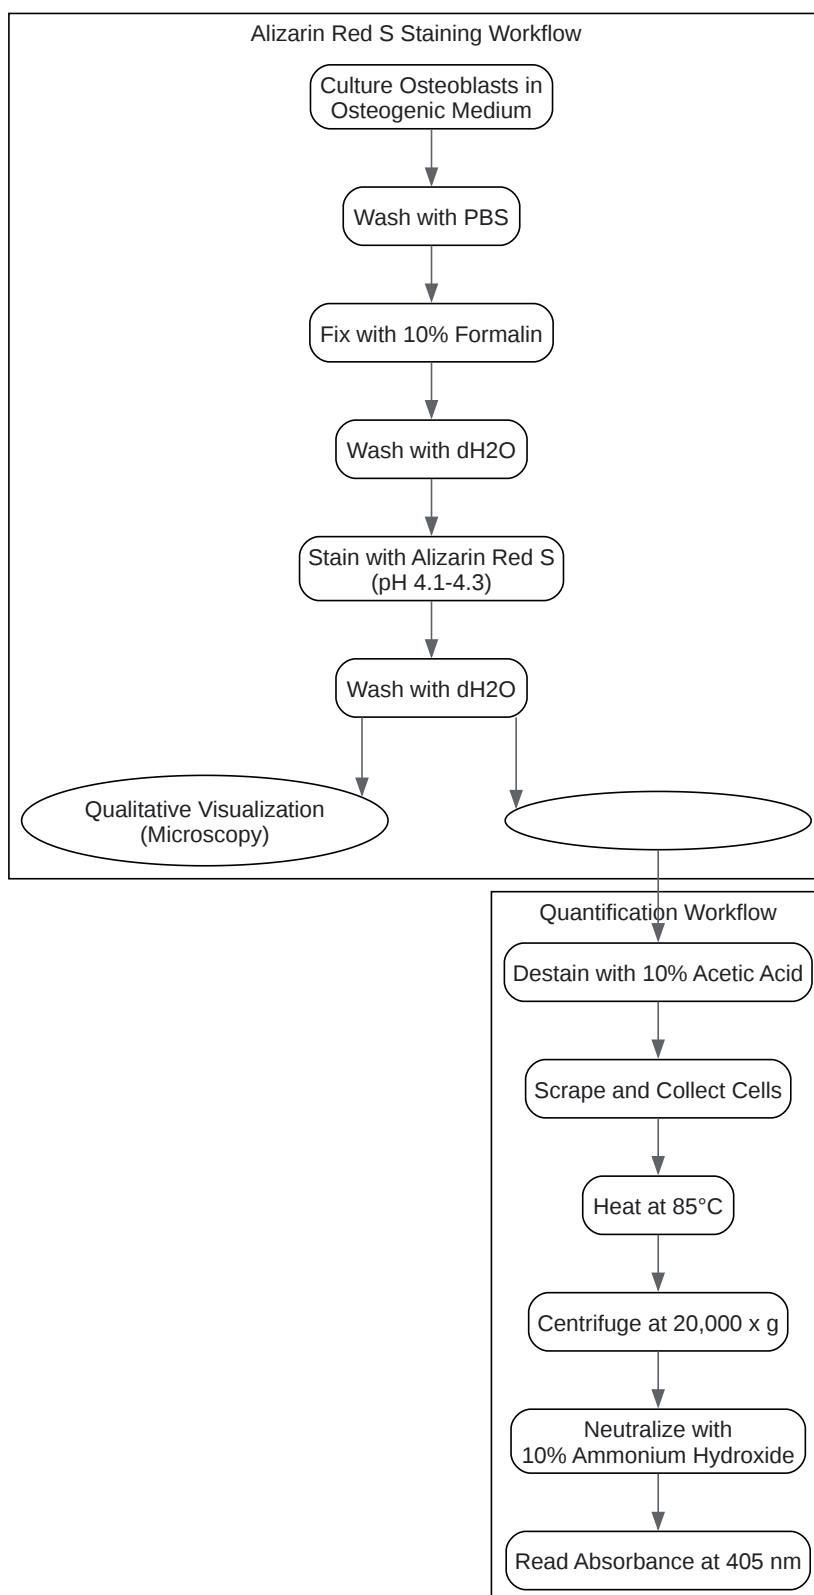 Alizarin Red S Staining Workflow
Culture Osteoblasts in
Osteogenic Medium
Wash with PBS
Fix with 10% Formalin
Wash with dH2O
Stain with Alizarin Red S
(pH 4.1-4.3)
Wash with dH2O
Qualitative Visualization
(Microscopy)
Quantification Workflow
Destain with 10% Acetic Acid
Scrape and Collect Cells
Heat at 85°C
Centrifuge at 20,000 x g
Neutralize with
10% Ammonium Hydroxide
Read Absorbance at 405 nm